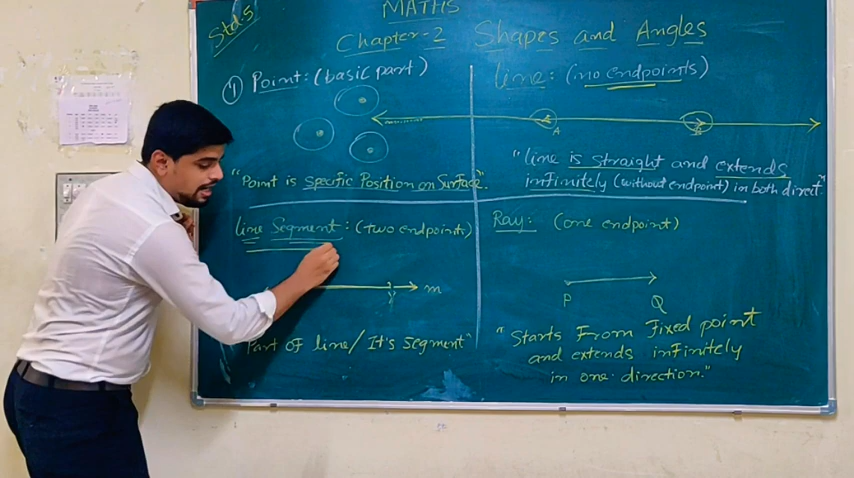 Std.5
MATHS
Chapter-2 Shapes and Angles
1 Point: (basic part)
"Point is specific Position on Surface."
line: (no endpoints)
A
B
"line is straight and extends
infinitely (without endpoint) in both direct."
line Segment: (two endpoints)
Y m
Part of line/ It's segment"
Ray: (one endpoint)
P Q
"Starts From fixed point
and extends infinitely
in one direction."